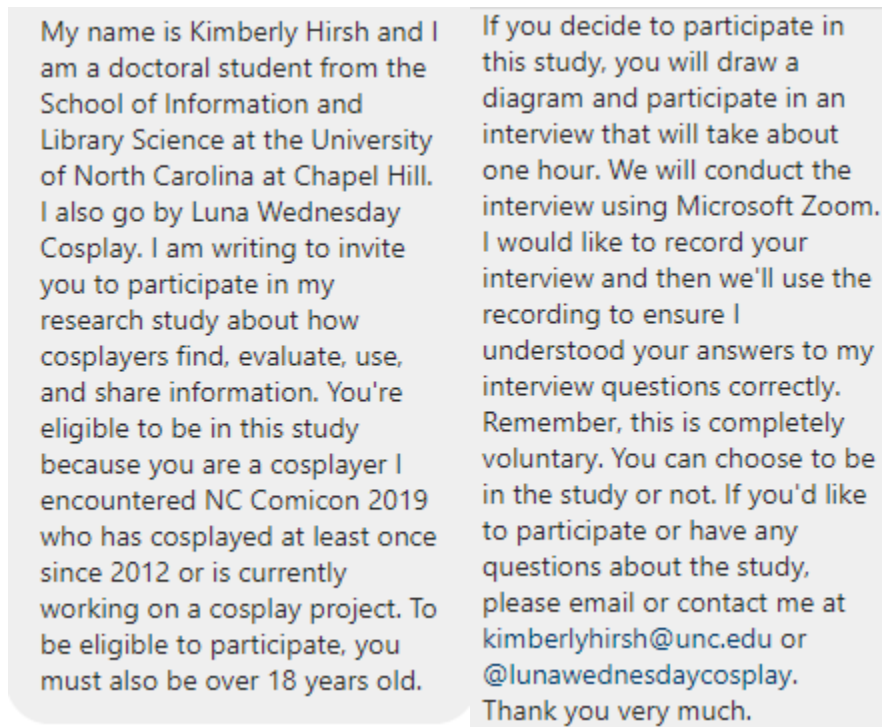 My name is Kimberly Hirsh and I
am a doctoral student from the
School of Information and
Library Science at the University
of North Carolina at Chapel Hill.
I also go by Luna Wednesday
Cosplay. I am writing to invite
you to participate in my
research study about how
cosplayers find, evaluate, use,
and share information. You're
eligible to be in this study
because you are a cosplayer I
encountered NC Comicon 2019
who has cosplayed at least once
since 2012 or is currently
working on a cosplay project. To
be eligible to participate, you
must also be over 18 years old.
If you decide to participate in
this study, you will draw a
diagram and participate in an
interview that will take about
one hour. We will conduct the
interview using Microsoft Zoom.
I would like to record your
interview and then we'll use the
recording to ensure I
understood your answers to my
interview questions correctly.
Remember, this is completely
voluntary. You can choose to be
in the study or not. If you'd like
to participate or have any
questions about the study,
please email or contact me at
kimberlyhirsh@unc.edu or
@lunawednesdaycosplay.
Thank you very much.